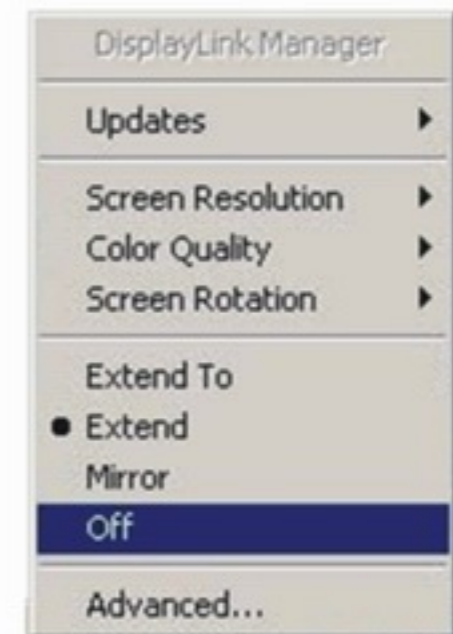 DisplayLink Manager
Updates
Screen Resolution
Color Quality
Screen Rotation
Extend To
Extend
Mirror
Off
Advanced...